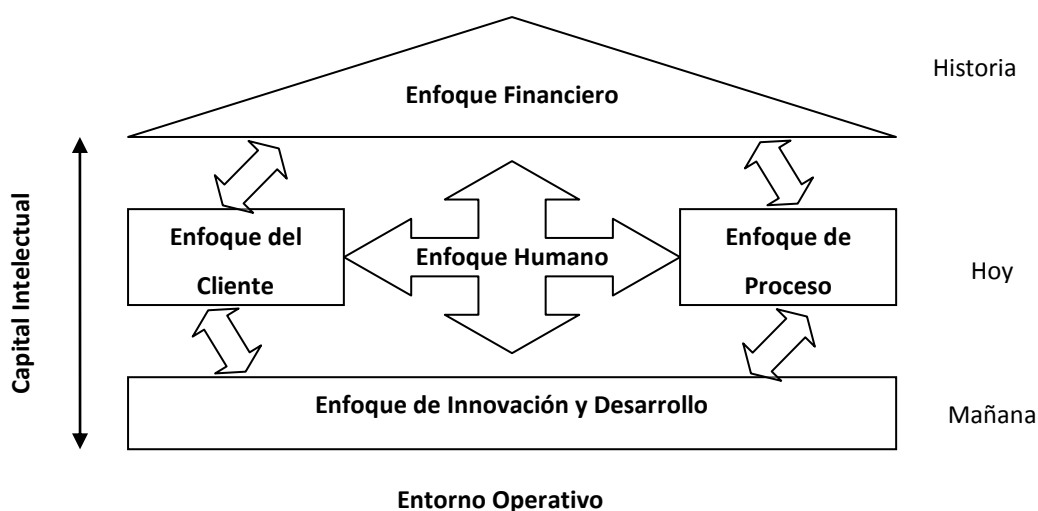 Historia
Enfoque Financiero
Capital Intelectual
Enfoque del
Cliente
Enfoque Humano
Enfoque de
Proceso
Hoy
Enfoque de Innovación y Desarrollo
Mañana
Entorno Operativo